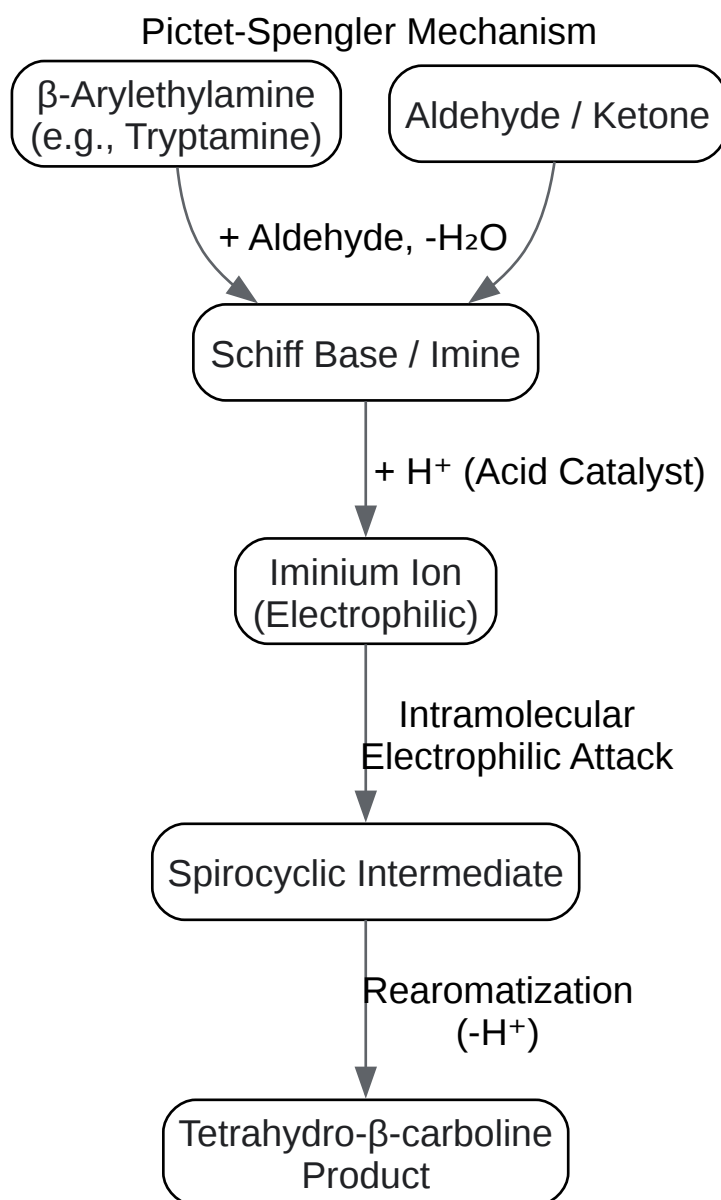 Pictet-Spengler Mechanism
β-Arylethylamine
(e.g., Tryptamine)
Aldehyde / Ketone
+ Aldehyde, -H₂O
Schiff Base / Imine
+ H⁺ (Acid Catalyst)
Iminium Ion
(Electrophilic)
Intramolecular
Electrophilic Attack
Spirocyclic Intermediate
Rearomatization
(-H⁺)
Tetrahydro-β-carboline
Product